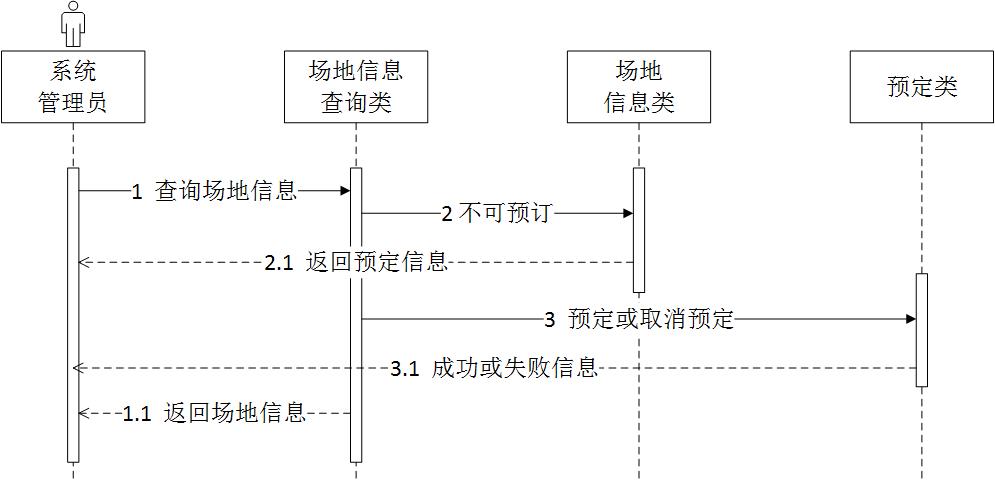 系统
管理员
场地信息
查询类
场地
信息类
预定类
1 查询场地信息
2 不可预订
2.1 返回预定信息
3 预定或取消预定
3.1 成功或失败信息
1.1 返回场地信息